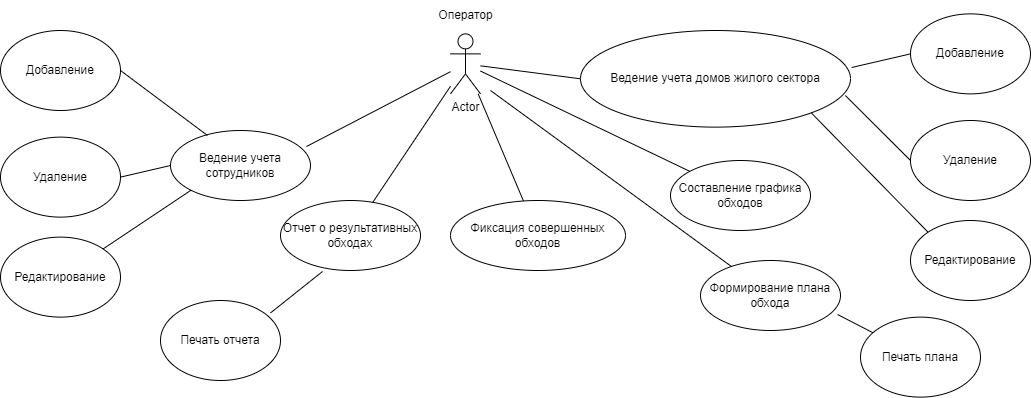 Оператор
Actor
Добавление
Удаление
Редактирование
Ведение учета
сотрудников
Отчет о результативных
обходах
Печать отчета
Фиксация совершенных
обходов
Ведение учета домов жилого сектора
Составление графика
обходов
Формирование плана
обхода
Печать плана
Добавление
Удаление
Редактирование